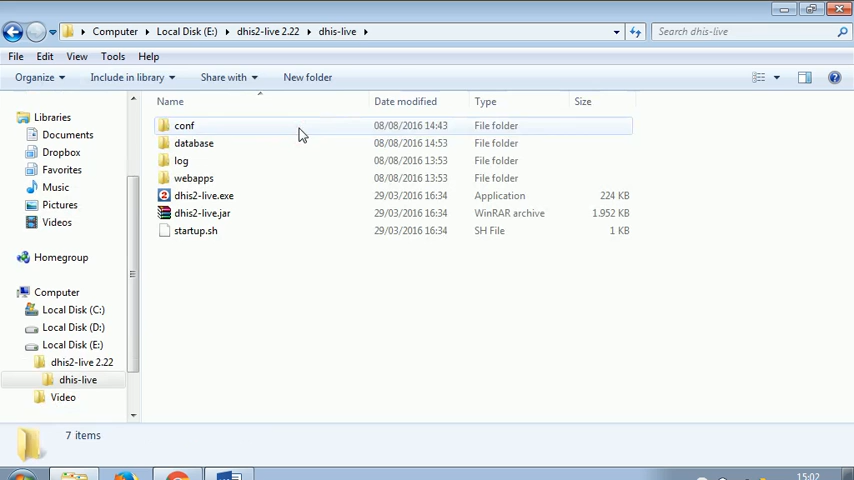 Computer ▸ Local Disk (E:) ▸ dhis2-live 2.22 ▸ dhis-live ▸
Search dhis-live
File Edit View Tools Help
Organize Include in library Share with New folder
Name Date modified Type Size
conf 08/08/2016 14:43 File folder
database 08/08/2016 14:53 File folder
log 08/08/2016 13:53 File folder
webapps 08/08/2016 13:53 File folder
dhis2-live.exe 29/03/2016 16:34 Application 224 KB
dhis2-live.jar 29/03/2016 16:34 WinRAR archive 1.952 KB
startup.sh 29/03/2016 16:34 SH File 1 KB
Libraries
Documents
Dropbox
Favorites
Music
Pictures
Videos
Homegroup
Computer
Local Disk (C:)
Local Disk (D:)
Local Disk (E:)
dhis2-live 2.22
dhis-live
Video
7 items
15:02